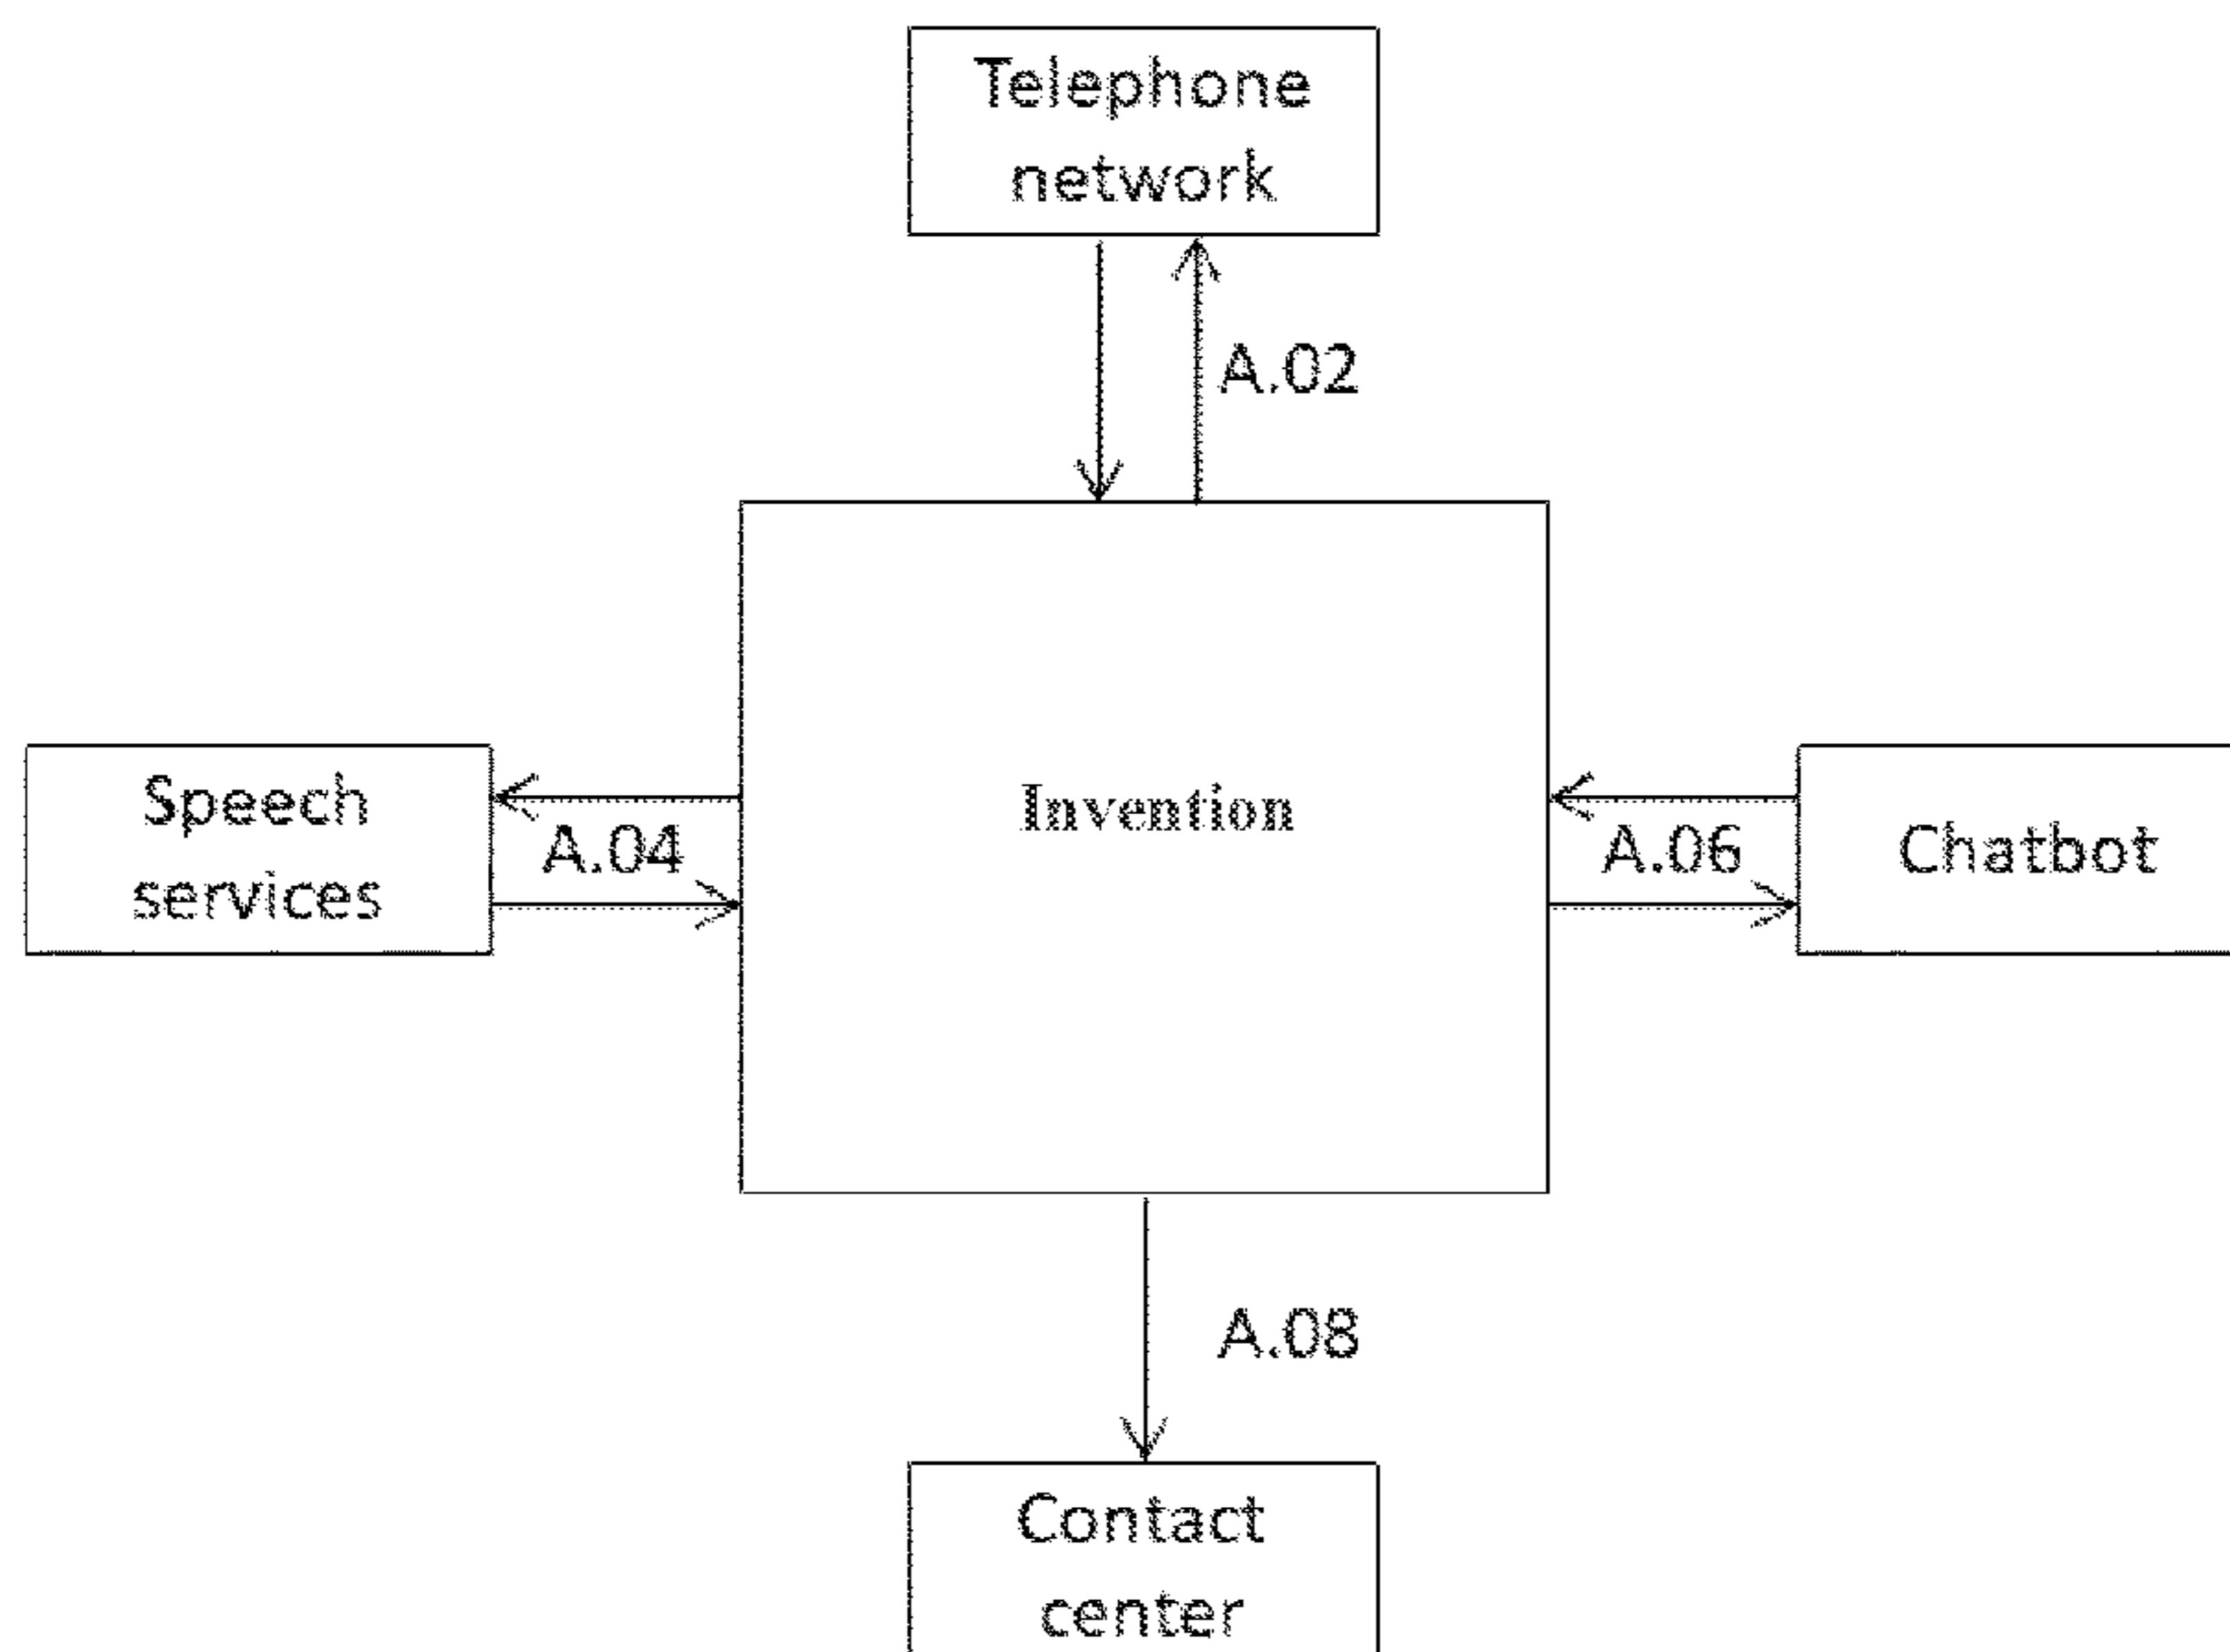 Telephone
network
A.02
Invention
Speech
services
A.04
A.06
Chatbot
A.08
Contact
center